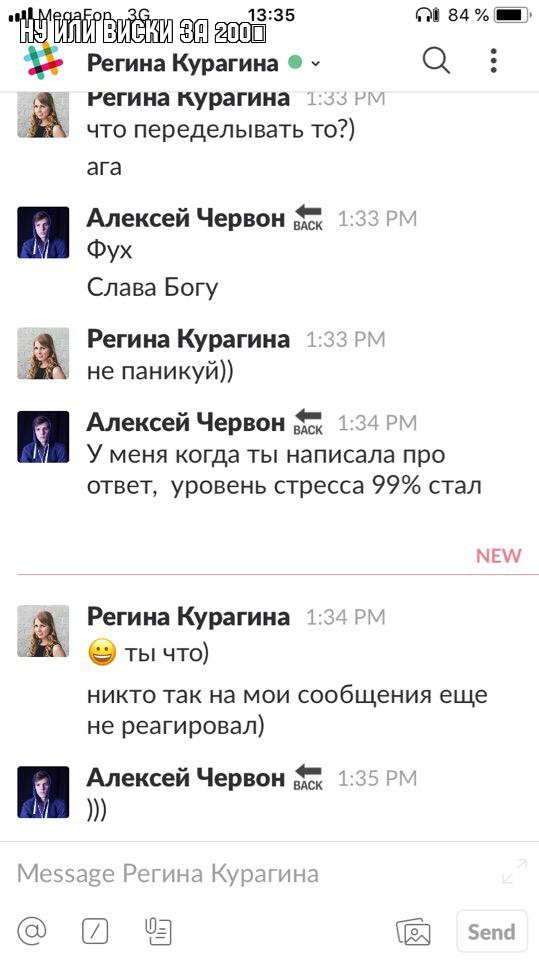 MegaFon 3G 13:35 84 %
НУ ИЛИ ВИСКИ ЗА 200
Регина Курагина
Регина Курагина 1:33 PM
что переделывать то?)
ага
Алексей Червон BACK 1:33 PM
Фух
Слава Богу
Регина Курагина 1:33 PM
не паникуй))
Алексей Червон BACK 1:34 PM
У меня когда ты написала про
ответ, уровень стресса 99% стал
NEW
Регина Курагина 1:34 PM
😀 ты что)
никто так на мои сообщения еще
не реагировал)
Алексей Червон BACK 1:35 PM
)))
Message Регина Курагина
Send